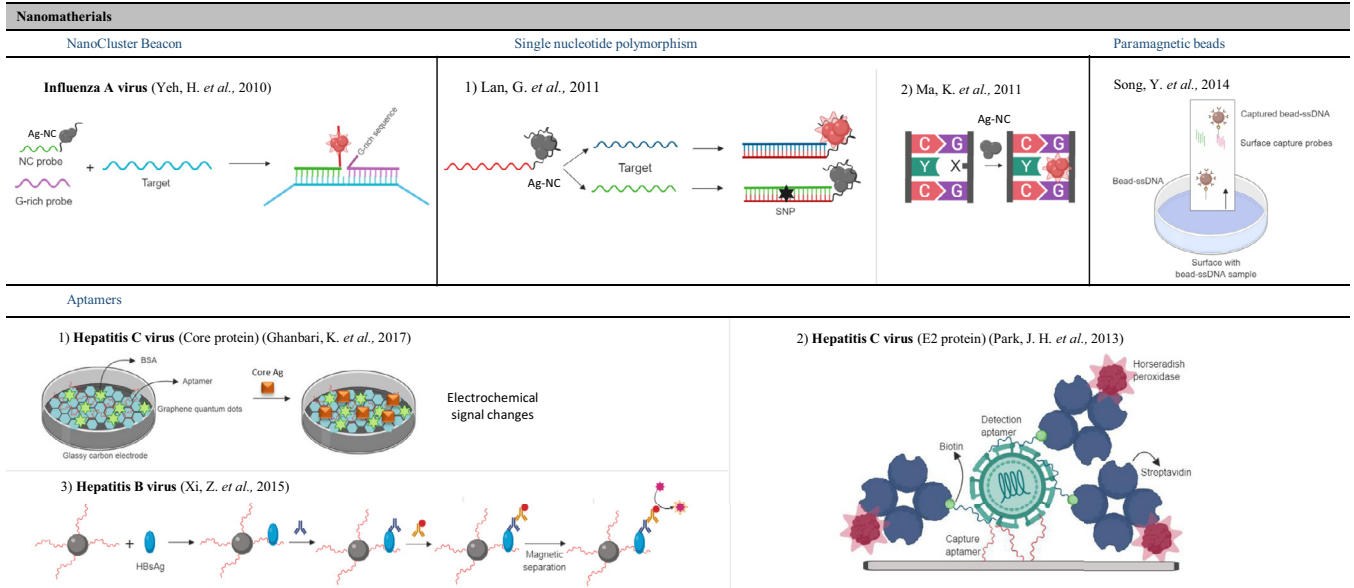 Nanomatherials
NanoCluster Beacon
Single nucleotide polymorphism
Paramagnetic beads
Influenza A virus (Yeh, H. et al., 2010)
Ag-NC
NC probe
+
Target
G-rich probe
G-rich sequence
1) Lan, G. et al., 2011
Ag-NC
Target
SNP
2) Ma, K. et al., 2011
Ag-NC
C G
Y X
C G
C G
Y
C G
Song, Y. et al., 2014
Captured bead-ssDNA
Surface capture probes
Bead-ssDNA
Surface with
bead-ssDNA sample
Aptamers
1) Hepatitis C virus (Core protein) (Ghanbari, K. et al., 2017)
BSA
Aptamer
Graphene quantum dots
Glassy carbon electrode
Core Ag
Electrochemical
signal changes
2) Hepatitis C virus (E2 protein) (Park, J. H. et al., 2013)
Horseradish
peroxidase
Detection
aptamer
Biotin
Streptavidin
Capture
aptamer
3) Hepatitis B virus (Xi, Z. et al., 2015)
+
HBsAg
Magnetic
separation